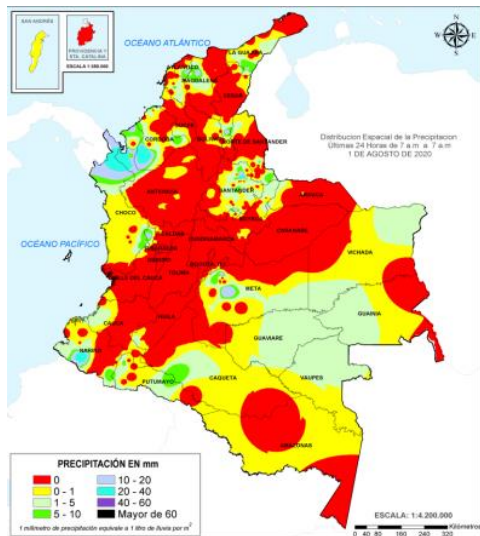 SAN ANDRÉS
PROVIDENCIA Y
STA. CATALINA
ESCALA 1:500.000
OCÉANO ATLÁNTICO
LA GUAJIRA
MAGDALENA
CESAR
Distribucion Espacial de la Precipitacion
Últimas 24 Horas de 7 a m a 7 a m
1 DE AGOSTO DE 2020
CORDOBA
NORTE DE SANTANDER
SANTANDER
ARAUCA
ANTIOQUIA
CHOCO
OCÉANO PACÍFICO
CASANARE
VICHADA
VALLE DEL CAUCA
TOLIMA
META
GUAINIA
CAUCA
HUILA
GUAVIARE
NARIÑO
PUTUMAYO
CAQUETA
VAUPES
AMAZONAS
PRECIPITACIÓN EN mm
0
10 - 20
0 - 1
20 - 40
1 - 5
40 - 60
5 - 10
Mayor de 60
1 milímetro de precipitación equivale a 1 litro de lluvia por m2
ESCALA: 1:4.200.000
Kilómetros
0 40 80 160 240 320